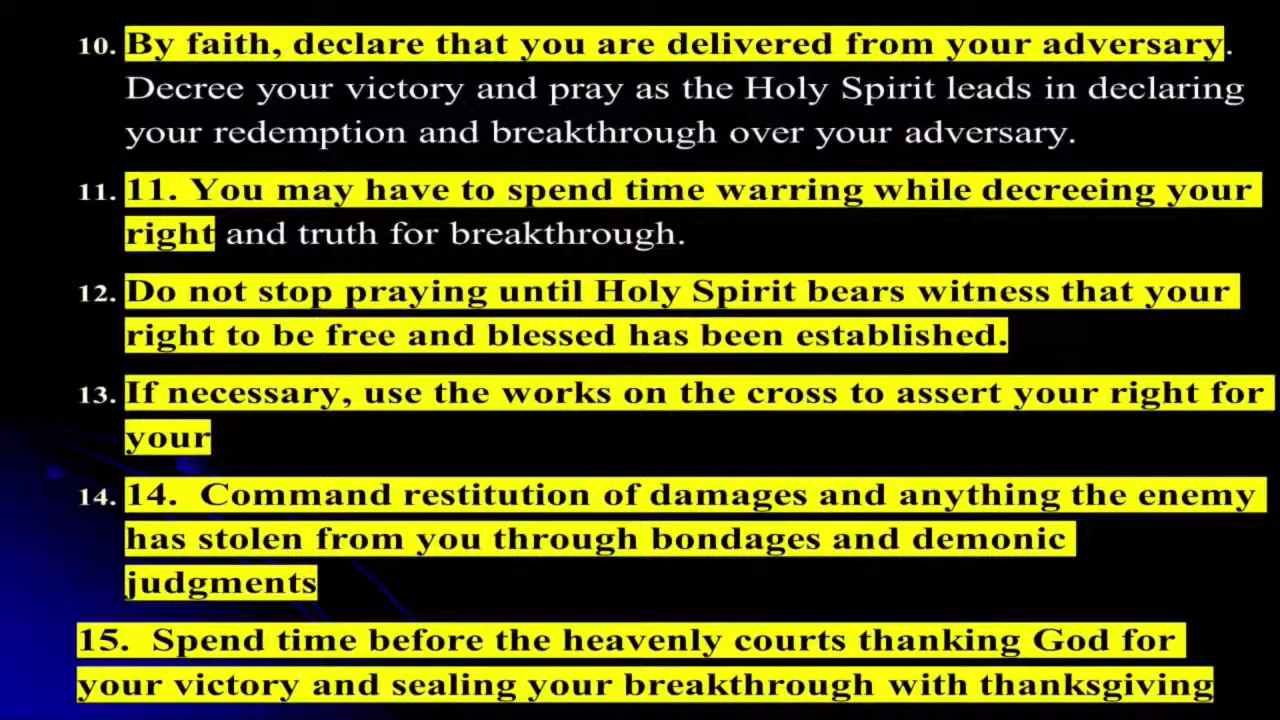 10. By faith, declare that you are delivered from your adversary.
Decree your victory and pray as the Holy Spirit leads in declaring
your redemption and breakthrough over your adversary.
11. 11. You may have to spend time warring while decreeing your
right and truth for breakthrough.
12. Do not stop praying until Holy Spirit bears witness that your
right to be free and blessed has been established.
13. If necessary, use the works on the cross to assert your right for
your
14. 14. Command restitution of damages and anything the enemy
has stolen from you through bondages and demonic
judgments
15. Spend time before the heavenly courts thanking God for
your victory and sealing your breakthrough with thanksgiving